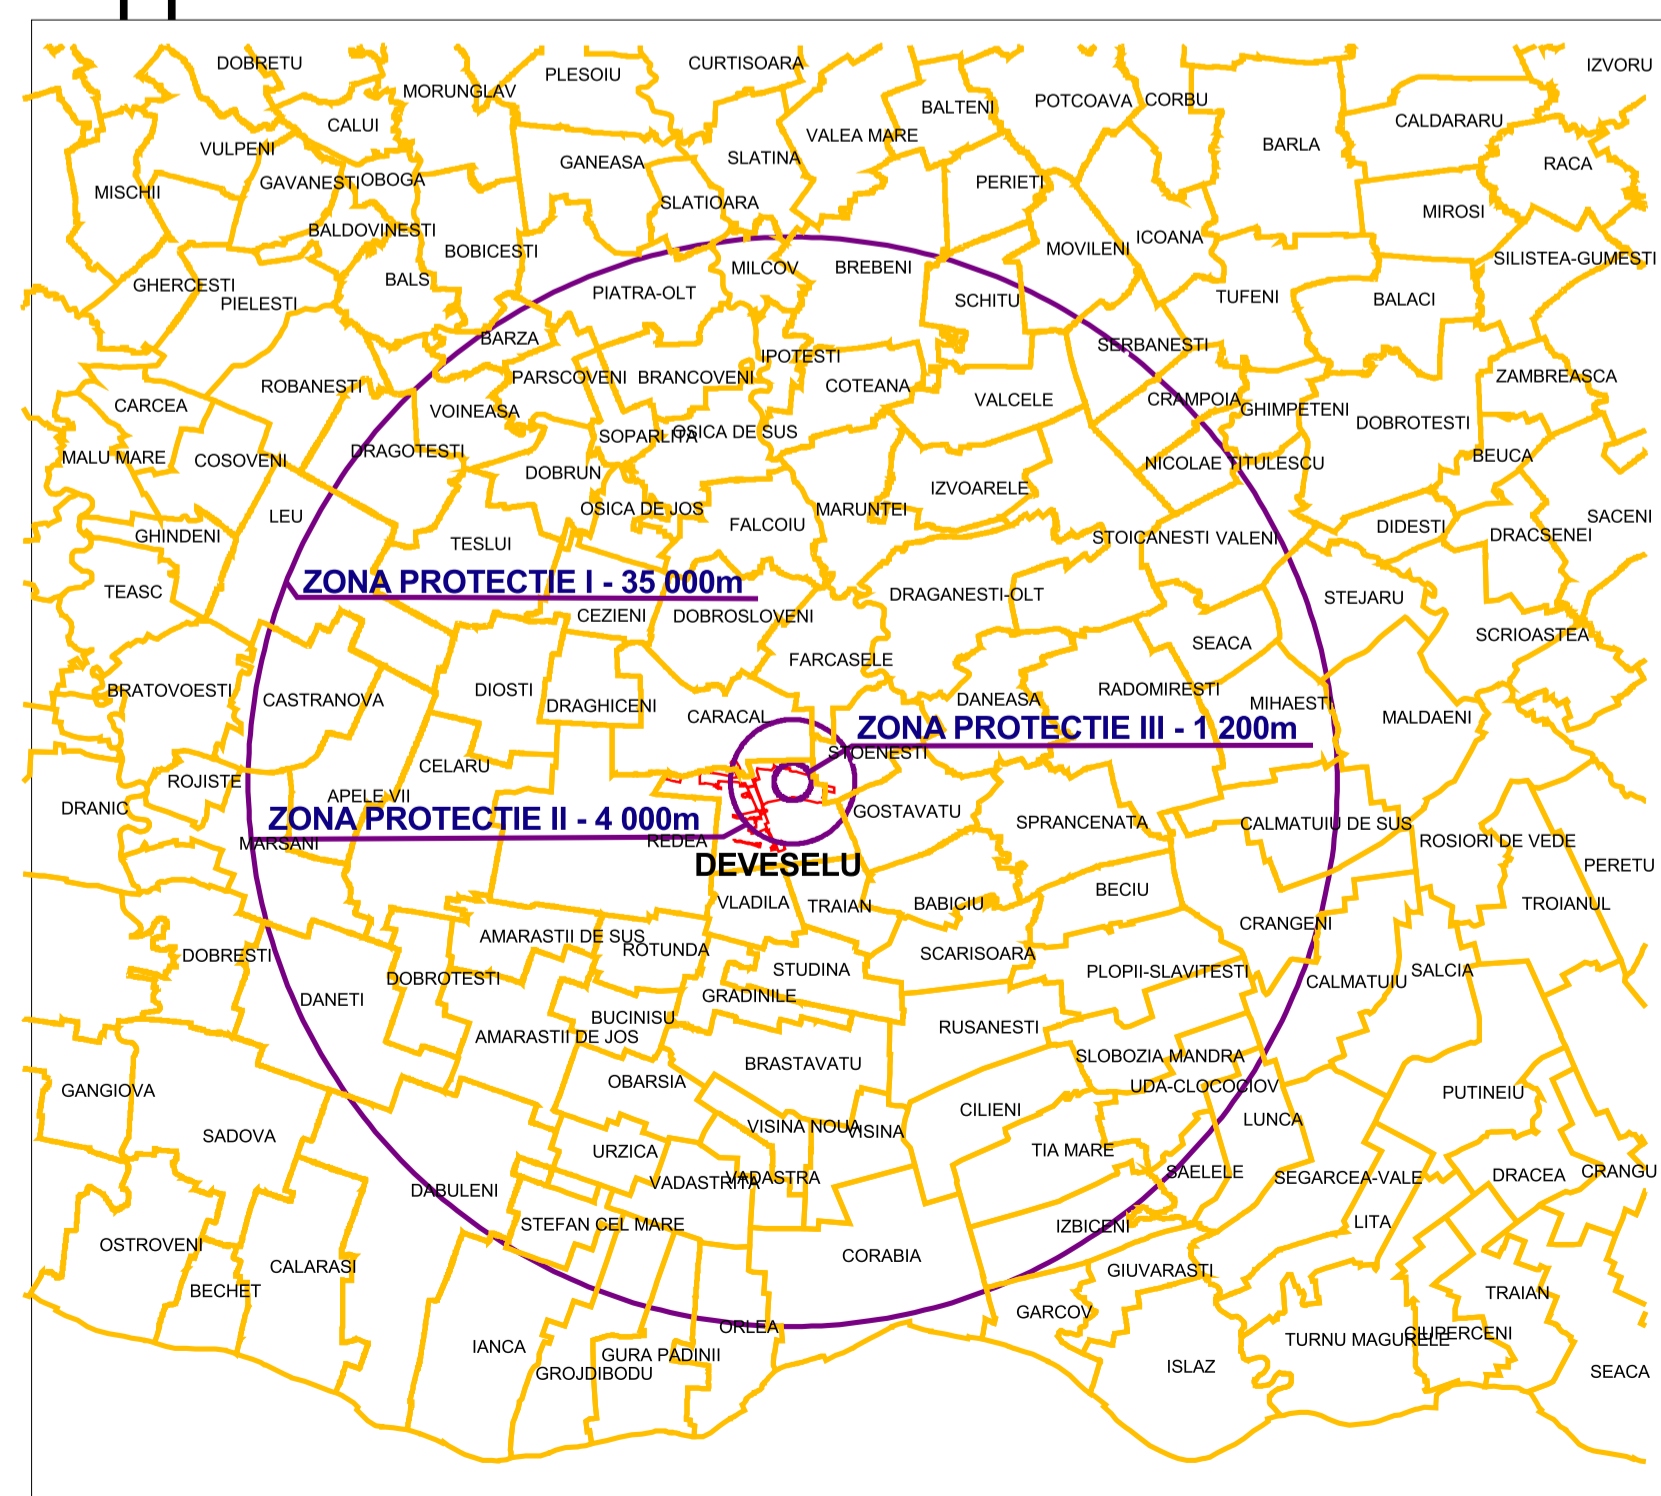 DOBRETU
PLESOIU
CURTISOARA
IZVORU
MORUNGLAV
BALTENI
POTCOAVA
CORBU
CALDARARU
CALUI
VALEA MARE
BARLA
VULPENI
GANEASA
SLATINA
RACA
MISCHII
GAVANESTI
OBOGA
PERIETI
SLATIOARA
MIROSI
BALDOVINESTI
BOBICESTI
MOVILENI
ICOANA
SILISTEA-GUMESTI
GHERCESTI
PIELESTI
BALS
PIATRA-OLT
MILCOV
BREBENI
SCHITU
TUFENI
BALACI
BARZA
SERBANESTI
IPOTESTI
ROBANESTI
PARSCOVENI
BRANCOVENI
COTEANA
ZAMBREASCA
CARCEA
VOINEASA
VALCELE
CRAMPOIA
GHIMPETENI
DOBROTESTI
SOPARLITA
OSICA DE SUS
MALU MARE
COSOVENI
DRAGOTESTI
DOBRUN
NICOLAE TITULESCU
BEUCA
IZVOARELE
LEU
OSICA DE JOS
FALCOIU
MARUNTEI
SACENI
GHINDENI
TESLUI
STOICANESTI
VALENI
DIDESTI
DRACSENEI
ZONA PROTECTIE I - 35 000m
TEASC
CEZIENI
DOBROSLOVENI
DRAGANESTI-OLT
STEJARU
SEACA
SCRIOASTEA
FARCASELE
BRATOVOESTI
CASTRANOVA
DIOSTI
DRAGHICENI
CARACAL
DANEASA
RADOMIRESTI
MIHAESTI
MALDAENI
ZONA PROTECTIE III - 1 200m
STOENESTI
ROJISTE
CELARU
DRANIC
APELE VII
GOSTAVATU
SPRANCENATA
CALMATUIU DE SUS
ZONA PROTECTIE II - 4 000m
MARSANI
REDEA
ROSIORI DE VEDE
PERETU
DEVESELU
VLADILA
TRAIAN
BABICIU
BECIU
TROIANUL
AMARASTII DE SUS
ROTUNDA
CRANGENI
DOBRESTI
SCARISOARA
DOBROTESTI
STUDINA
PLOPII-SLAVITESTI
CALMATUIU
SALCIA
DANETI
GRADINILE
BUCINISU
RUSANESTI
AMARASTII DE JOS
SLOBOZIA MANDRA
BRASTAVATU
GANGIOVA
OBARSIA
UDA-CLOCOCIOV
PUTINEIU
CILIENI
LUNCA
SADOVA
VISINA NOUA
VISINA
URZICA
TIA MARE
VADASTRITA
VADASTRA
SAELELE
SEGARCEA-VALE
DRACEA
CRANGU
DABULENI
STEFAN CEL MARE
IZBICENI
LITA
OSTROVENI
CORABIA
CALARASI
GIUVARASTI
BECHET
TRAIAN
GARCOV
ORLEA
TURNU MAGURELE
CIUPERCENI
IANCA
GURA PADINII
GROJDIBODU
ISLAZ
SEACA